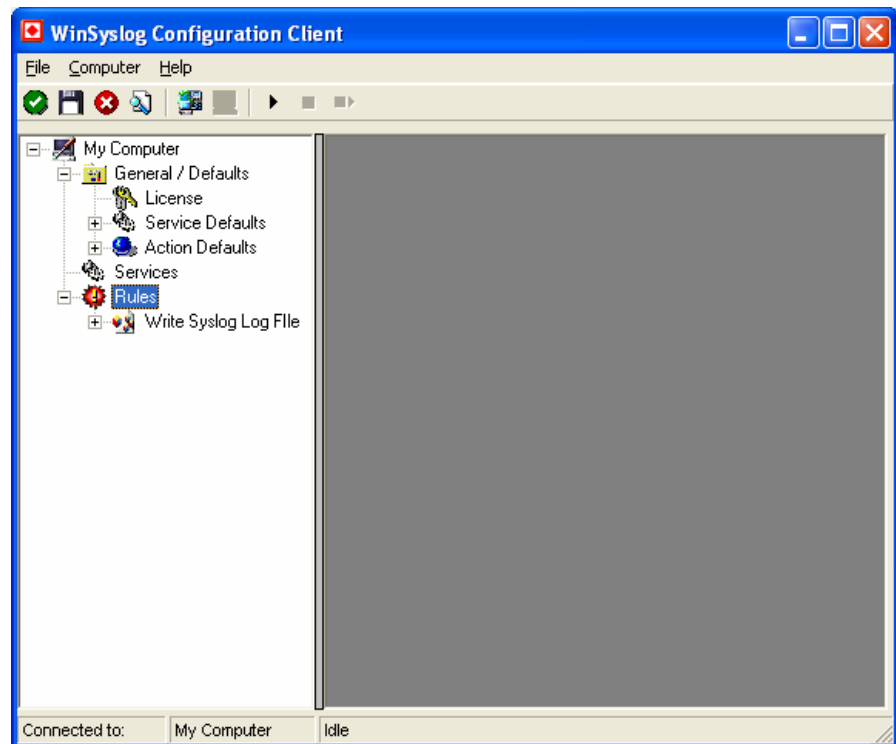 WinSyslog Configuration Client
File Computer Help
My Computer
General / Defaults
License
Service Defaults
Action Defaults
Services
Rules
Write Syslog Log FIle
Connected to: My Computer Idle